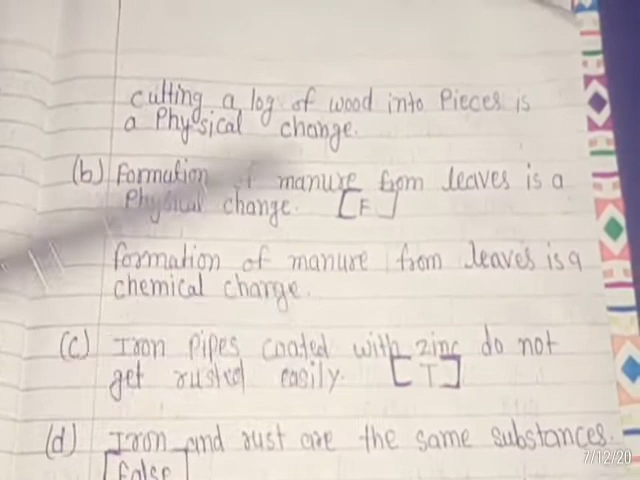 cutting a log of wood into Pieces is
a Physical change.
(b) Formation of manure from leaves is a
Physical change. [F]
formation of manure from leaves is a
chemical change.
(c) Iron Pipes coated with zinc do not
get rusted easily. [T]
(d) Iron and rust are the same substances.
[False]
7/12/20